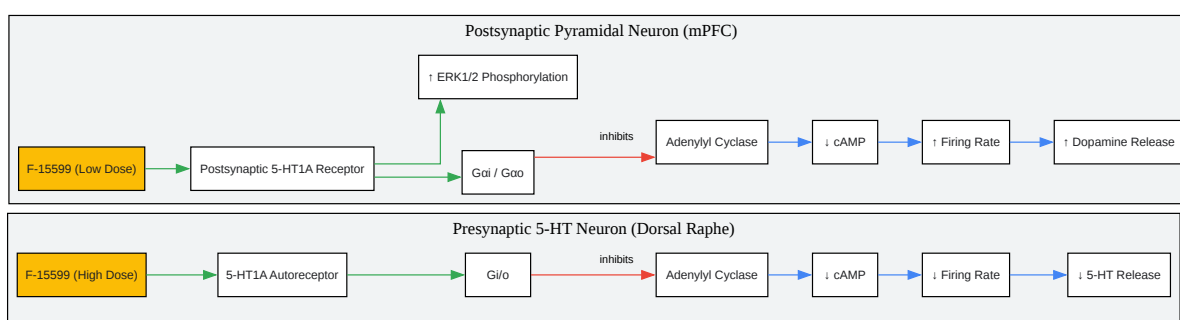 Postsynaptic Pyramidal Neuron (mPFC)
↑ ERK1/2 Phosphorylation
F-15599 (Low Dose)
Postsynaptic 5-HT1A Receptor
Gαi / Gαo
inhibits
Adenylyl Cyclase
↓ cAMP
↑ Firing Rate
↑ Dopamine Release
Presynaptic 5-HT Neuron (Dorsal Raphe)
F-15599 (High Dose)
5-HT1A Autoreceptor
Gi/o
inhibits
Adenylyl Cyclase
↓ cAMP
↓ Firing Rate
↓ 5-HT Release